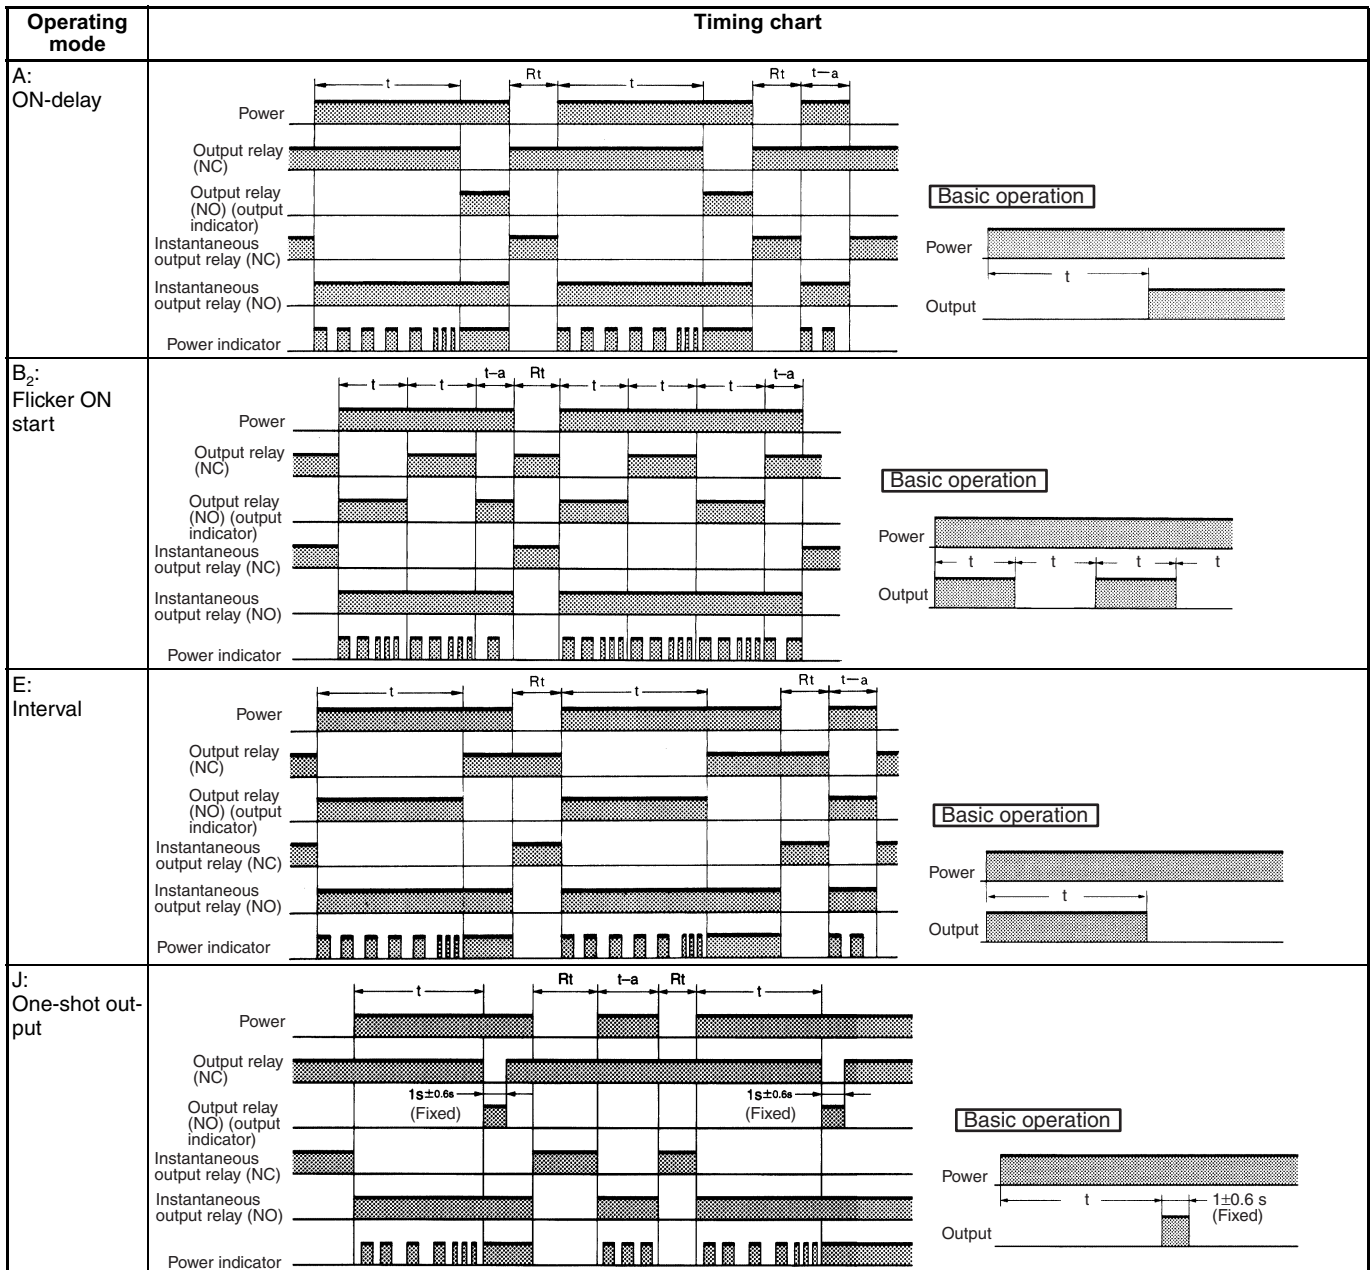 Operating
mode
Timing chart
A:
ON-delay
t
Rt
t
Rt
t–a
Power
Output relay
(NC)
Output relay
(NO) (output
indicator)
Instantaneous
output relay (NC)
Instantaneous
output relay (NO)
Power indicator
Basic operation
Power
t
Output
B2:
Flicker ON
start
t
t
t–a
Rt
t
t
t
t–a
Power
Output relay
(NC)
Output relay
(NO) (output
indicator)
Instantaneous
output relay (NC)
Instantaneous
output relay (NO)
Power indicator
Basic operation
Power
t
t
t
t
Output
E:
Interval
t
Rt
t
Rt
t–a
Power
Output relay
(NC)
Output relay
(NO) (output
indicator)
Instantaneous
output relay (NC)
Instantaneous
output relay (NO)
Power indicator
Basic operation
Power
t
Output
J:
One-shot out-
put
t
Rt
t–a
Rt
t
Power
Output relay
(NC)
1s±0.6s
(Fixed)
1s±0.6s
(Fixed)
Output relay
(NO) (output
indicator)
Instantaneous
output relay (NC)
Instantaneous
output relay (NO)
Power indicator
Basic operation
Power
t
1±0.6 s
(Fixed)
Output